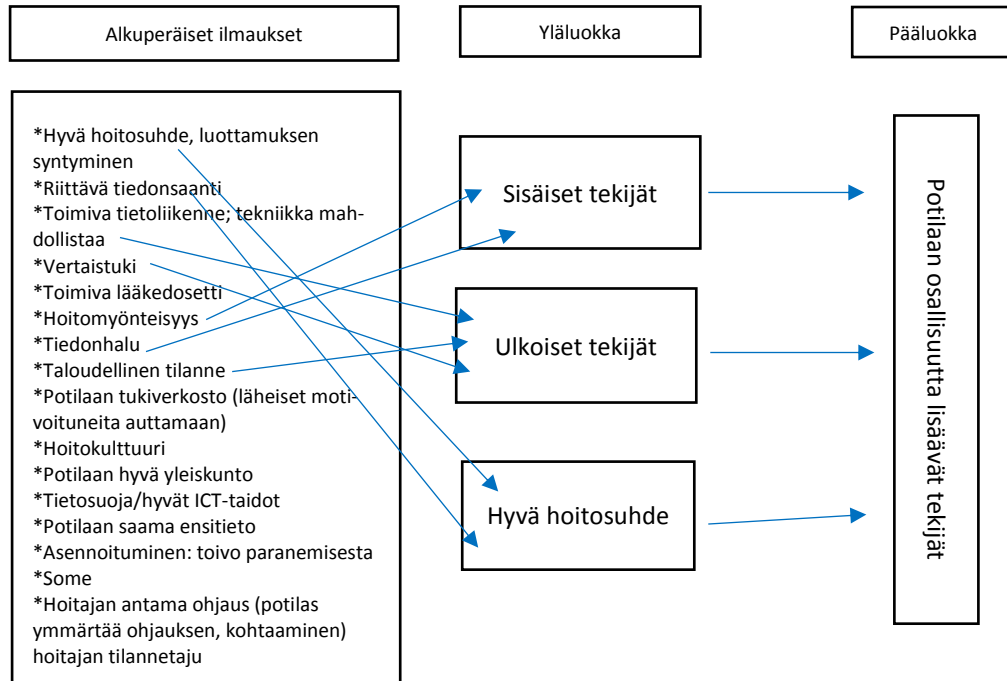 Alkuperäiset ilmaukset
Yläluokka
Pääluokka
*Hyvä hoitosuhde, luottamuksen
syntyminen
*Riittävä tiedonsaanti
*Toimiva tietoliikenne; tekniikka mah-
dollistaa
*Vertaistuki
*Toimiva lääkedosetti
*Hoitomyönteisyys
*Tiedonhalu
*Taloudellinen tilanne
*Potilaan tukiverkosto (läheiset moti-
voituneita auttamaan)
*Hoitokulttuuri
*Potilaan hyvä yleiskunto
*Tietosuoja/hyvät ICT-taidot
*Potilaan saama ensitieto
*Asennoituminen: toivo paranemisesta
*Some
*Hoitajan antama ohjaus (potilas
ymmärtää ohjauksen, kohtaaminen)
hoitajan tilannetaju
Sisäiset tekijät
Ulkoiset tekijät
Hyvä hoitosuhde
Potilaan osallisuutta lisäävät tekijät